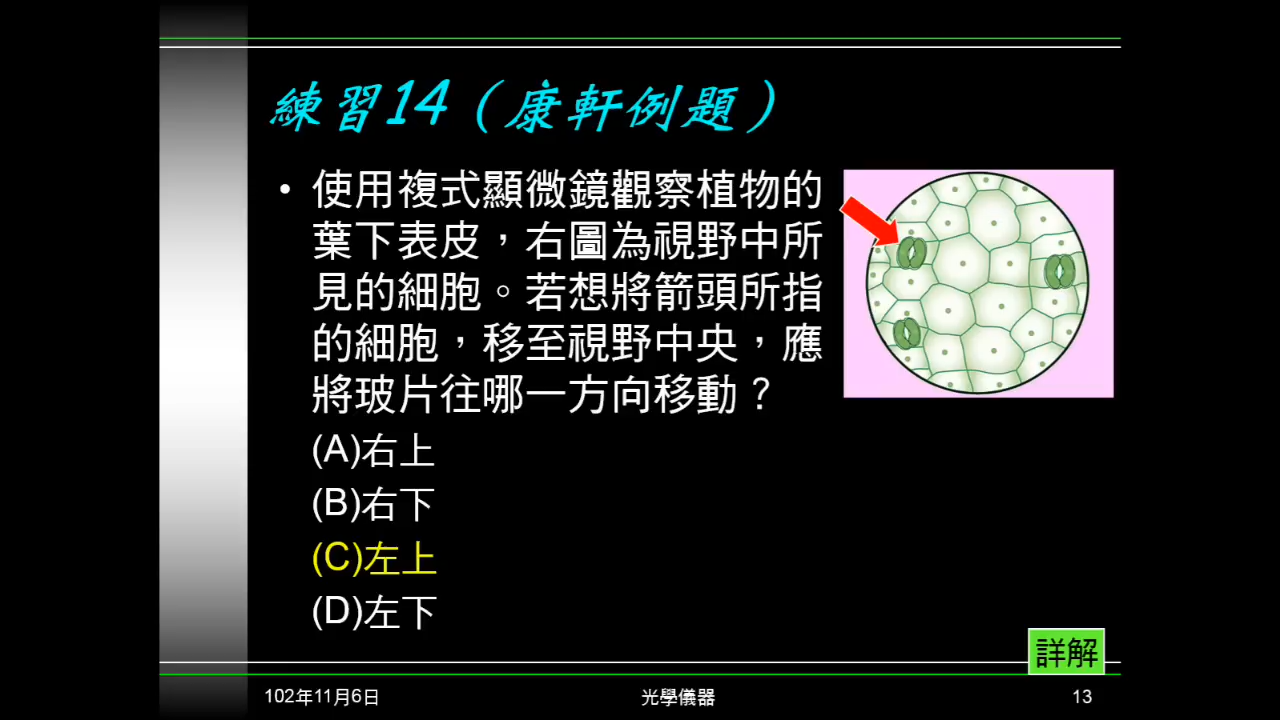 練習14（康軒例題）
• 使用複式顯微鏡觀察植物的
葉下表皮，右圖為視野中所
見的細胞。若想將箭頭所指
的細胞，移至視野中央，應
將玻片往哪一方向移動？
(A)右上
(B)右下
(C)左上
(D)左下
詳解
102年11月6日
光學儀器
13